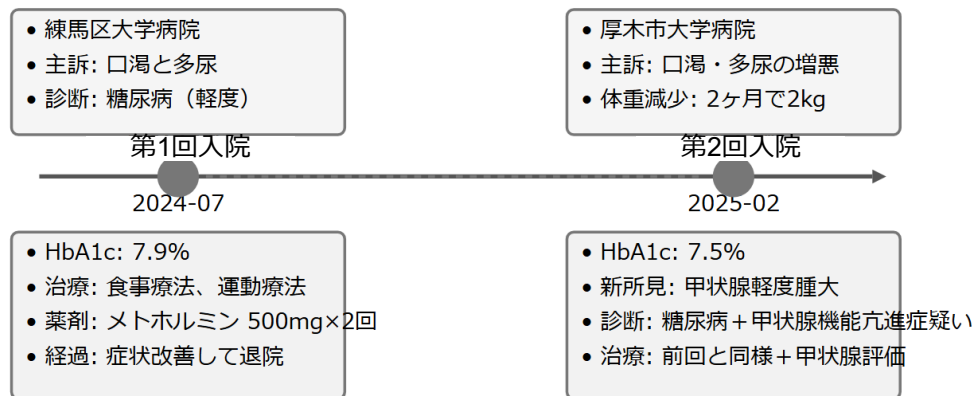 • 練馬区大学病院
• 主訴: 口渇と多尿
• 診断: 糖尿病（軽度）
第1回入院
2024-07
• HbA1c: 7.9%
• 治療: 食事療法、運動療法
• 薬剤: メトホルミン 500mg×2回
• 経過: 症状改善して退院
• 厚木市大学病院
• 主訴: 口渇・多尿の増悪
• 体重減少: 2ヶ月で2kg
第2回入院
2025-02
• HbA1c: 7.5%
• 新所見: 甲状腺軽度腫大
• 診断: 糖尿病＋甲状腺機能亢進症疑い
• 治療: 前回と同様＋甲状腺評価